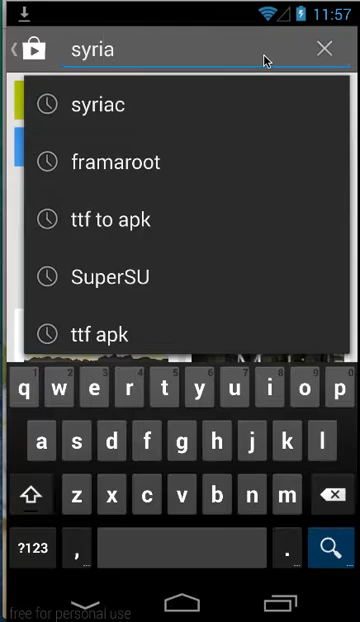 11:57
syria
syriac
framaroot
ttf to apk
SuperSU
ttf apk
1 2 3 4 5 6 7 8 9 0
q w e r t y u i o p
a s d f g h j k l
z x c v b n m
?123 , ... . ... ...
free for personal use